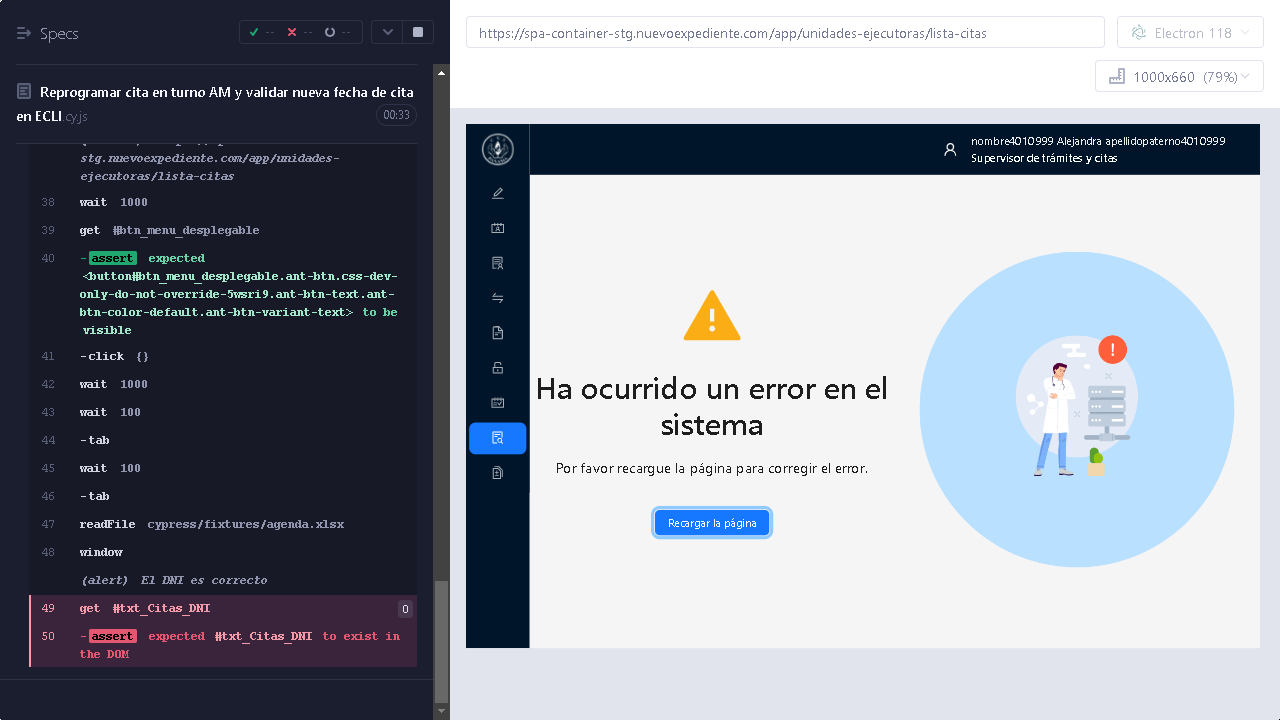 Specs
--
--
--
Reprogramar cita en turno AM y validar nueva fecha de cita
en ECLI.cy.js
00:33
stg.nuevoexpediente.com/app/unidades-
ejecutoras/lista-citas
38 wait 1000
39 get #btn_menu_desplegable
40 -assert expected
<button#btn_menu_desplegable.ant-btn.css-dev-
only-do-not-override-5wsri9.ant-btn-text.ant-
btn-color-default.ant-btn-variant-text> to be
visible
41 -click {}
42 wait 1000
43 wait 100
44 -tab
45 wait 100
46 -tab
47 readFile cypress/fixtures/agenda.xlsx
48 window
(alert) El DNI es correcto
49 get #txt_Citas_DNI 0
50 -assert expected #txt_Citas_DNI to exist in
the DOM
https://spa-container-stg.nuevoexpediente.com/app/unidades-ejecutoras/lista-citas
Electron 118
1000x660 (79%)
nombre4010999 Alejandra apellidopaterno4010999
Supervisor de trámites y citas
Ha ocurrido un error en el
sistema
Por favor recargue la página para corregir el error.
Recargar la página